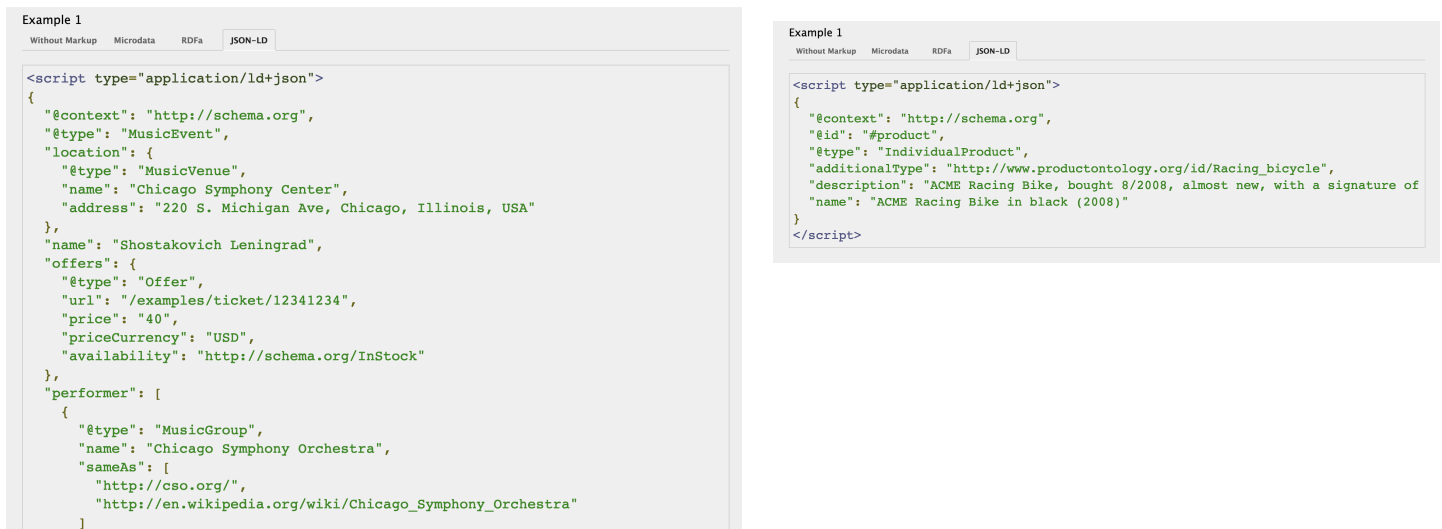 Example 1
Without Markup Microdata RDFa JSON-LD
<script type="application/ld+json">
{
  "@context": "http://schema.org",
  "@type": "MusicEvent",
  "location": {
    "@type": "MusicVenue",
    "name": "Chicago Symphony Center",
    "address": "220 S. Michigan Ave, Chicago, Illinois, USA"
  },
  "name": "Shostakovich Leningrad",
  "offers": {
    "@type": "Offer",
    "url": "/examples/ticket/12341234",
    "price": "40",
    "priceCurrency": "USD",
    "availability": "http://schema.org/InStock"
  },
  "performer": [
    {
      "@type": "MusicGroup",
      "name": "Chicago Symphony Orchestra",
      "sameAs": [
        "http://cso.org/",
        "http://en.wikipedia.org/wiki/Chicago_Symphony_Orchestra"
      ]
Example 1
Without Markup Microdata RDFa JSON-LD
<script type="application/ld+json">
{
  "@context": "http://schema.org",
  "@id": "#product",
  "@type": "IndividualProduct",
  "additionalType": "http://www.productontology.org/id/Racing_bicycle",
  "description": "ACME Racing Bike, bought 8/2008, almost new, with a signature of
  "name": "ACME Racing Bike in black (2008)"
}
</script>